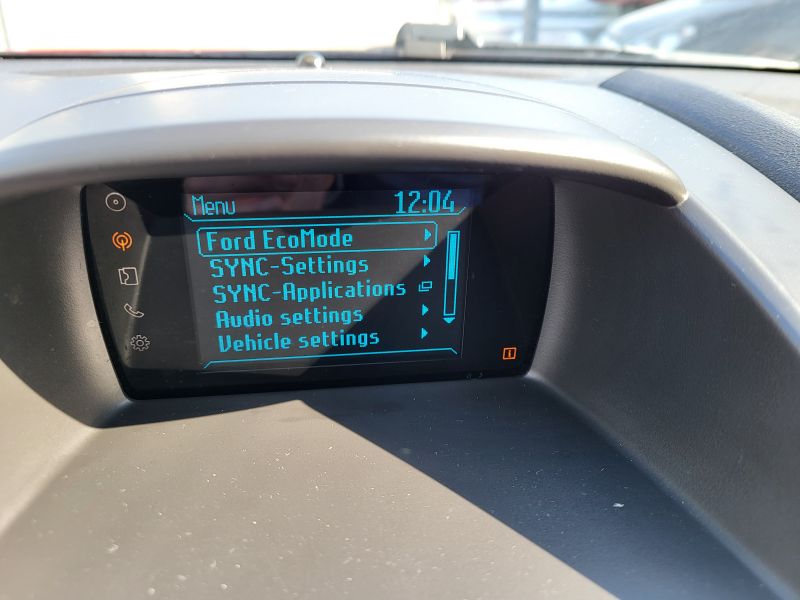 Menu 12:04
Ford EcoMode
SYNC-Settings
SYNC-Applications
Audio settings
Vehicle settings